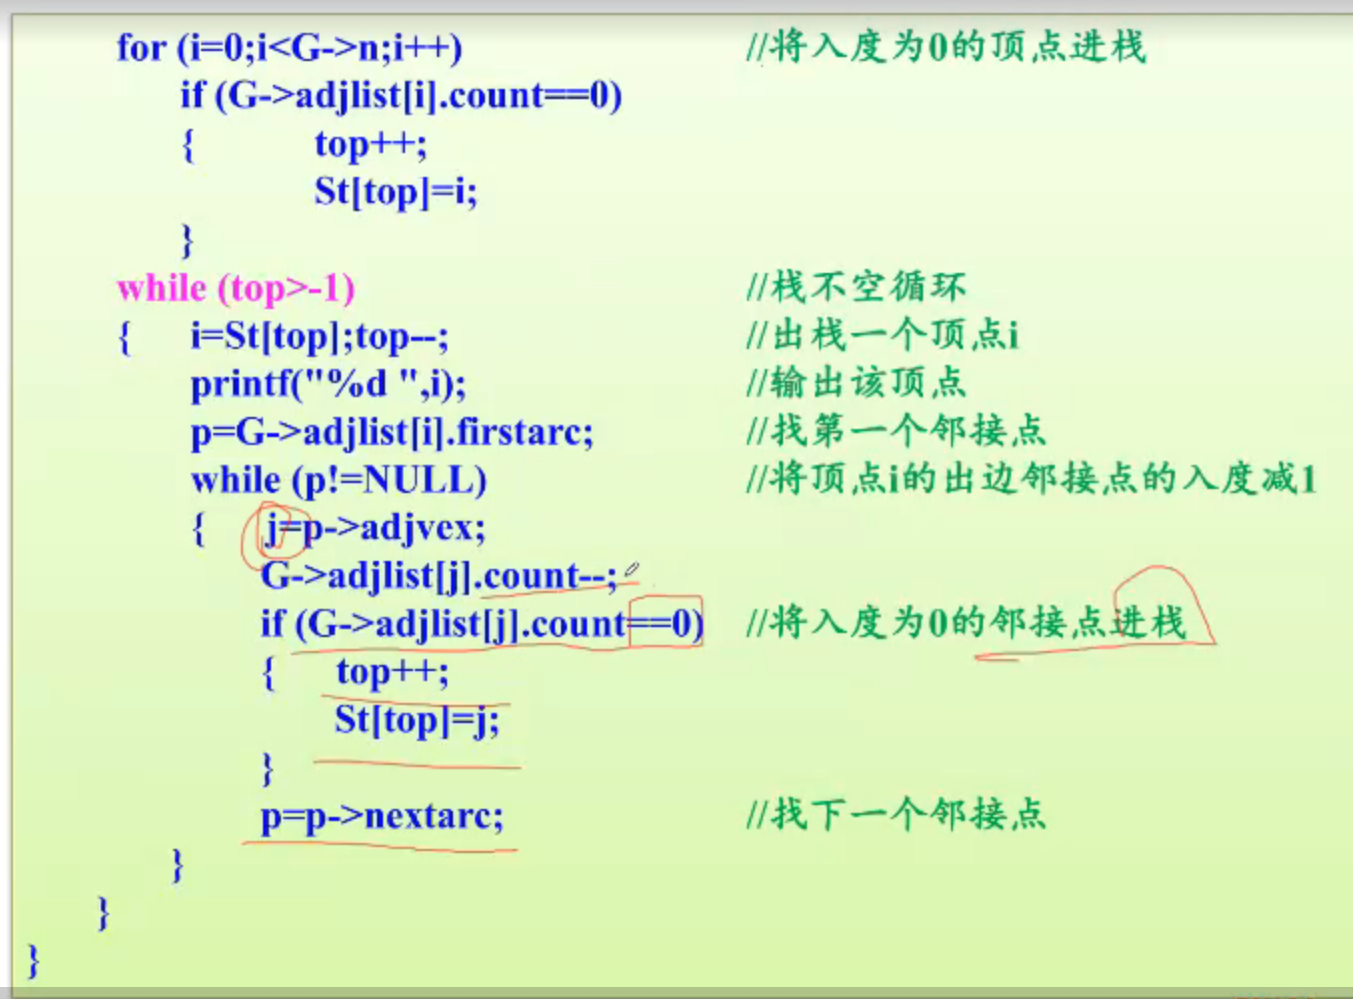 for (i=0;i<G->n;i++) //将入度为0的顶点进栈
if (G->adjlist[i].count==0)
{ top++;
St[top]=i;
}
while (top>-1) //栈不空循环
{ i=St[top];top--; //出栈一个顶点i
printf("%d ",i); //输出该顶点
p=G->adjlist[i].firstarc; //找第一个邻接点
while (p!=NULL) //将顶点i的出边邻接点的入度减1
{ j=p->adjvex;
G->adjlist[j].count--;
if (G->adjlist[j].count==0) //将入度为0的邻接点进栈
{ top++;
St[top]=j;
}
p=p->nextarc; //找下一个邻接点
}
}
}